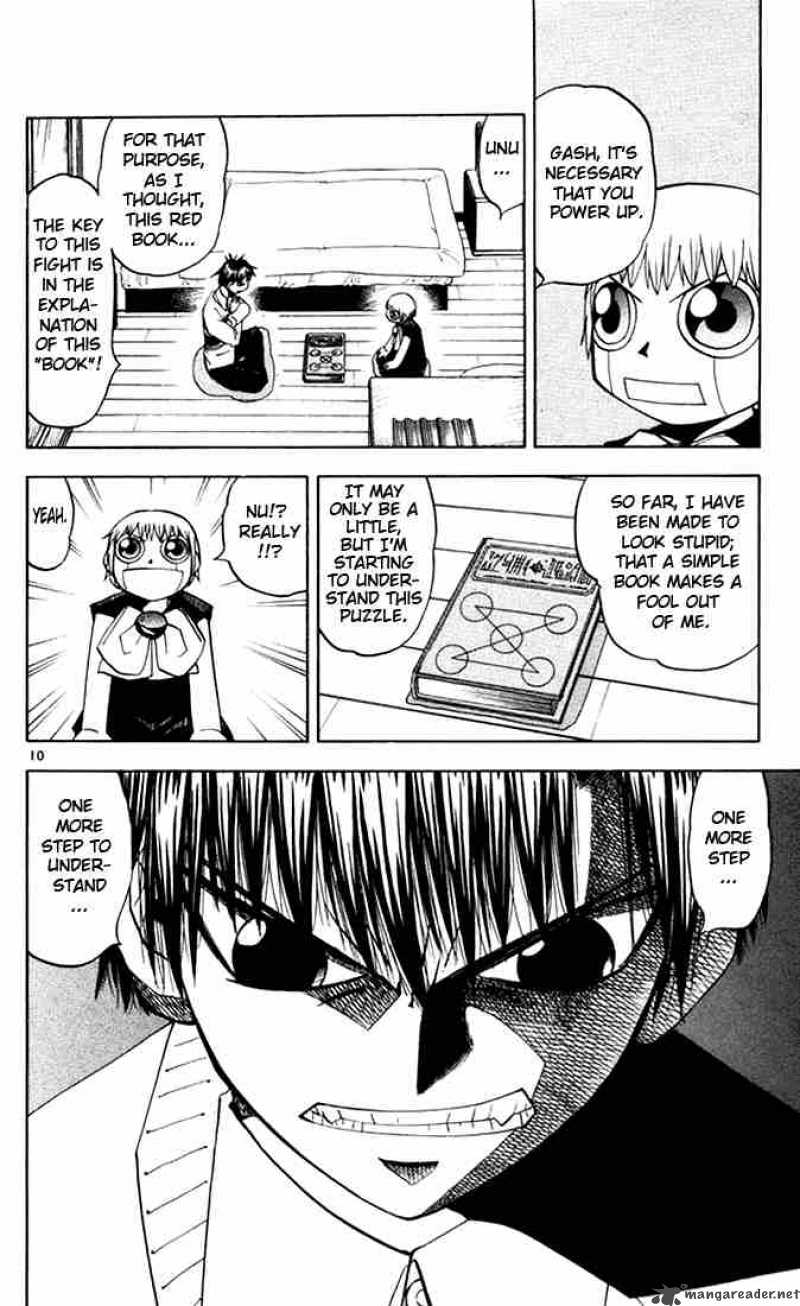 GASH, IT'S
NECESSARY
THAT YOU
POWER UP.
UNU
...
FOR THAT
PURPOSE,
AS I
THOUGHT,
THIS RED
BOOK...
THE KEY
TO THIS
FIGHT IS
IN THE
EXPLA-
NATION
OF THIS
"BOOK"!
SO FAR, I HAVE
BEEN MADE TO
LOOK STUPID;
THAT A SIMPLE
BOOK MAKES A
FOOL OUT
OF ME.
IT MAY
ONLY BE A
LITTLE,
BUT I'M
STARTING
TO UNDER-
STAND THIS
PUZZLE.
NU!?
REALLY
!!?
YEAH.
10
ONE
MORE
STEP
...
ONE
MORE
STEP TO
UNDER-
STAND
...
mangareader.net